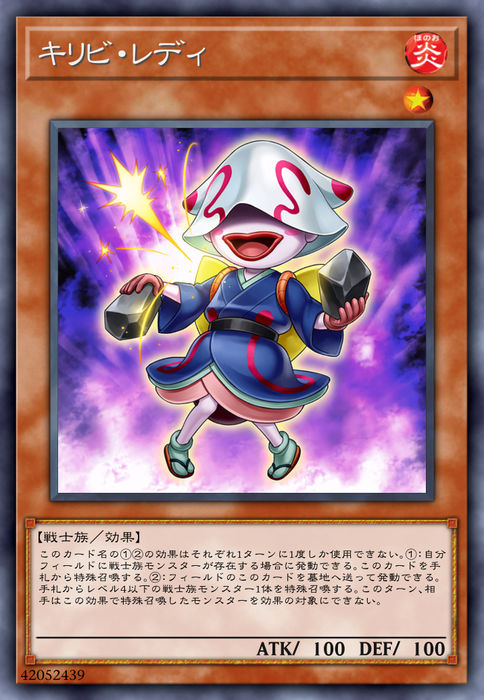 キリビ・レディ
ほのお
炎
【戦士族／効果】
このカード名の①②の効果はそれぞれ1ターンに1度しか使用できない。①：自分
フィールドに戦士族モンスターが存在する場合に発動できる。このカードを手
札から特殊召喚する。②：フィールドのこのカードを墓地へ送って発動できる。
手札からレベル4以下の戦士族モンスター1体を特殊召喚する。このターン、相
手はこの効果で特殊召喚したモンスターを効果の対象にできない。
ATK/ 100 DEF/ 100
42052439